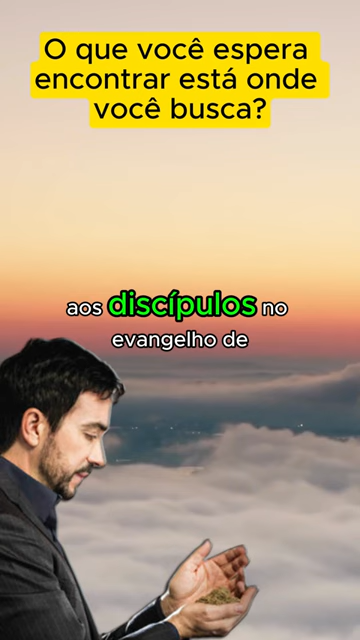 O que você espera
encontrar está onde
você busca?
aos discípulos no
evangelho de